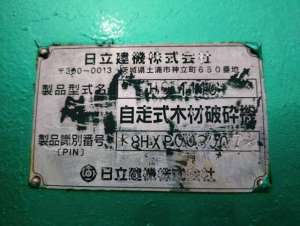 日立建機株式会社
〒300-0013 茨城県土浦市神立町650番地
製品型式名
自走式木材破砕機
製品識別番号
[PIN]
日立建機株式会社